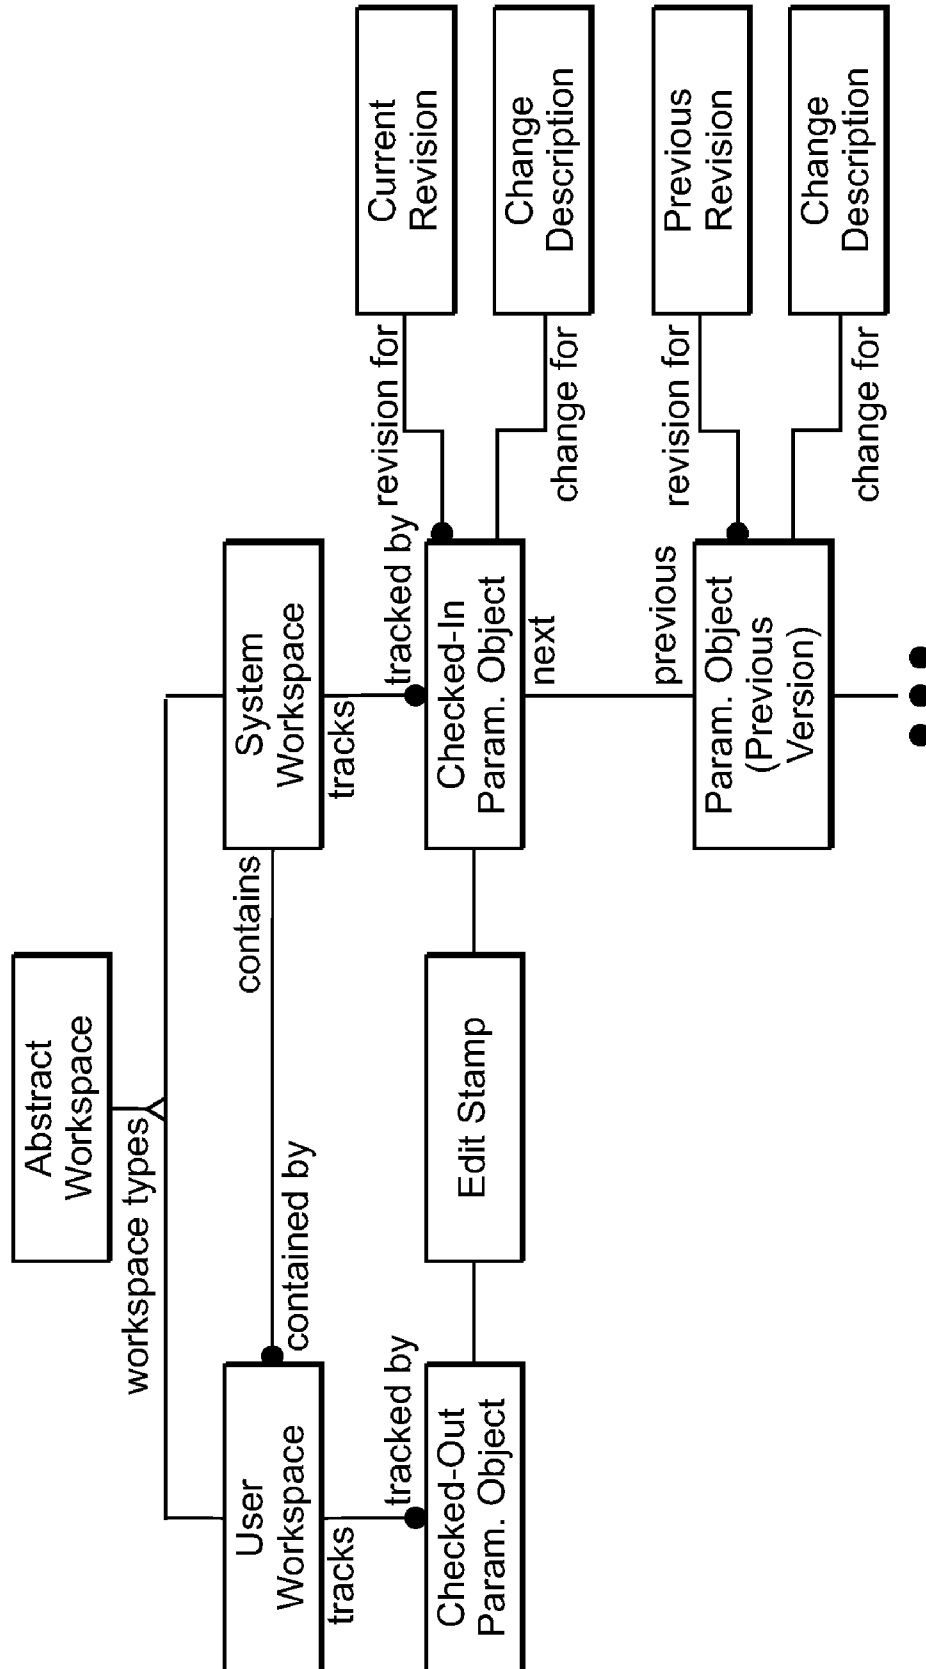 Abstract
Workspace
workspace types
User
Workspace
contained by
contains
System
Workspace
tracks
tracked by
tracks
tracked by
Checked-Out
Param. Object
Edit Stamp
Checked-In
Param. Object
revision for
Current
Revision
change for
Change
Description
next
previous
Param. Object
(Previous
Version)
revision for
Previous
Revision
change for
Change
Description